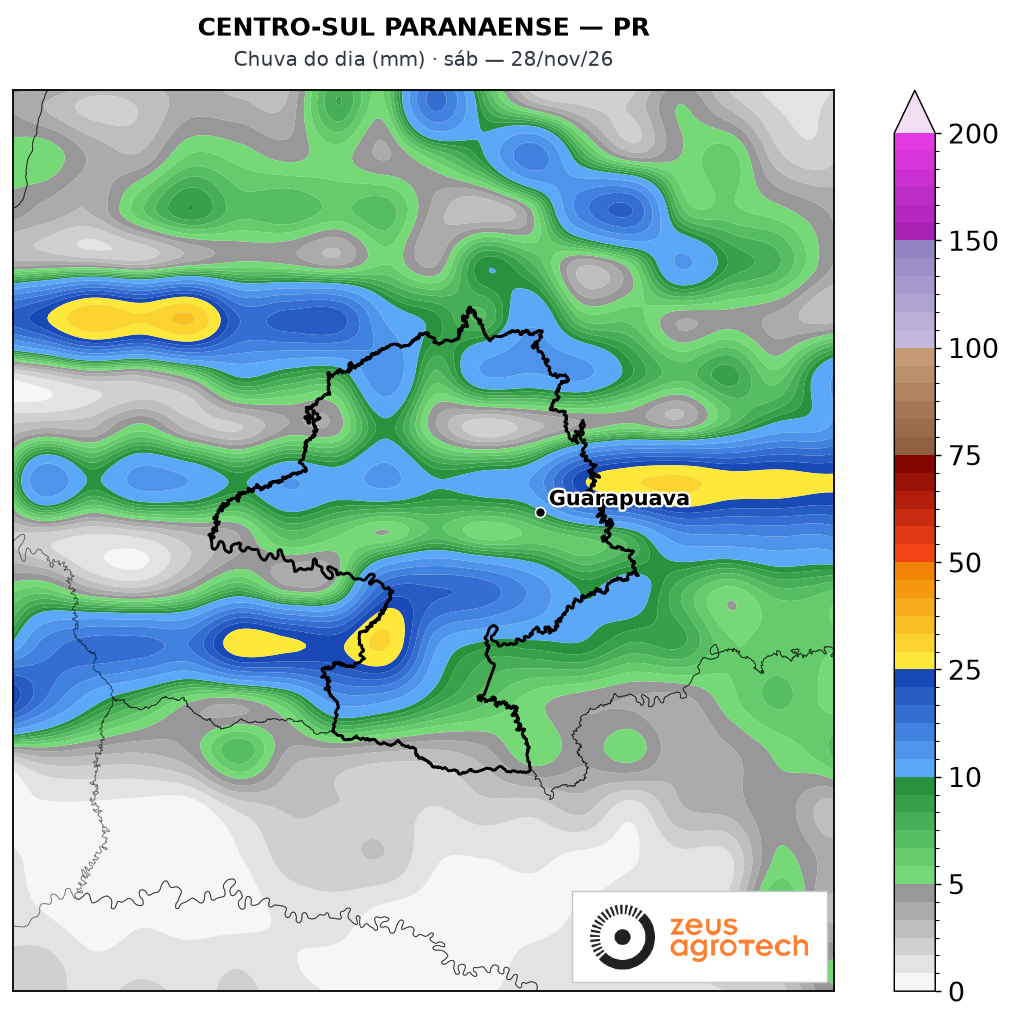 CENTRO-SUL PARANAENSE — PR
Chuva do dia (mm) · sáb — 28/nov/26
200
150
100
75
50
25
10
5
0
Guarapuava
zeus
agrotech